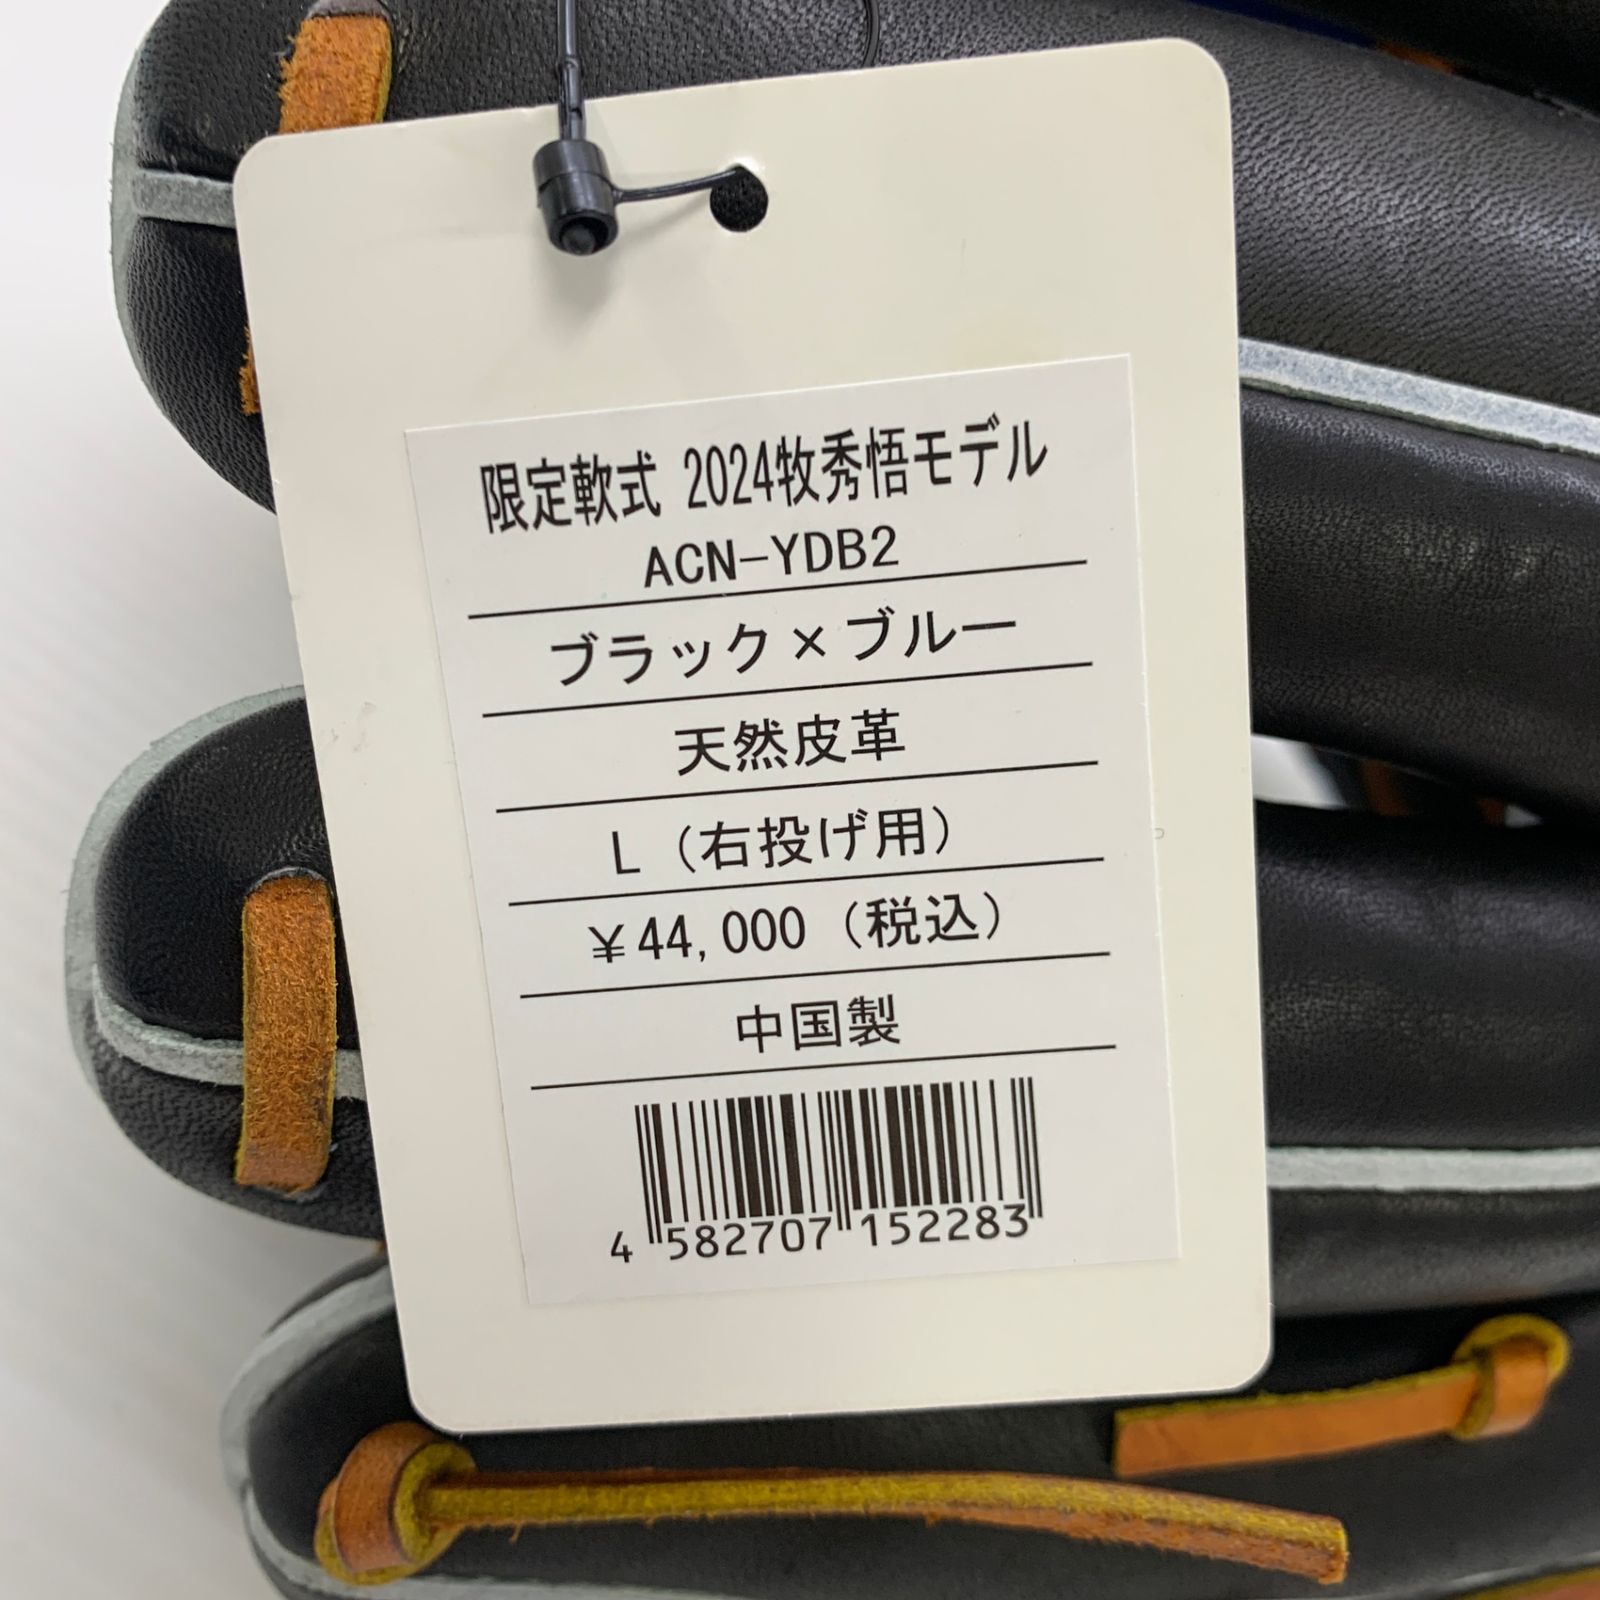 限定軟式 2024牧秀悟モデル
ACN-YDB2
ブラック×ブルー
天然皮革
L（右投げ用）
￥44,000（税込）
中国製
4 582707 152283